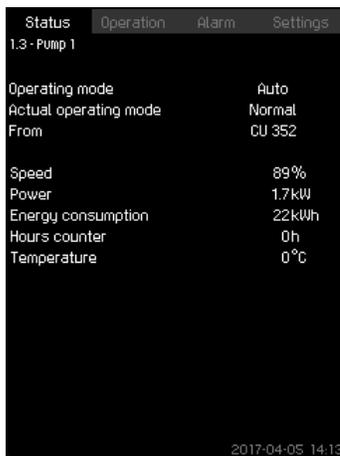 Status Operation Alarm Settings
1.3 - Pump 1
Operating mode Auto
Actual operating mode Normal
From CU 352
Speed 89%
Power 1.7kW
Energy consumption 22kWh
Hours counter 0h
Temperature 0°C
2017-04-05 14:13